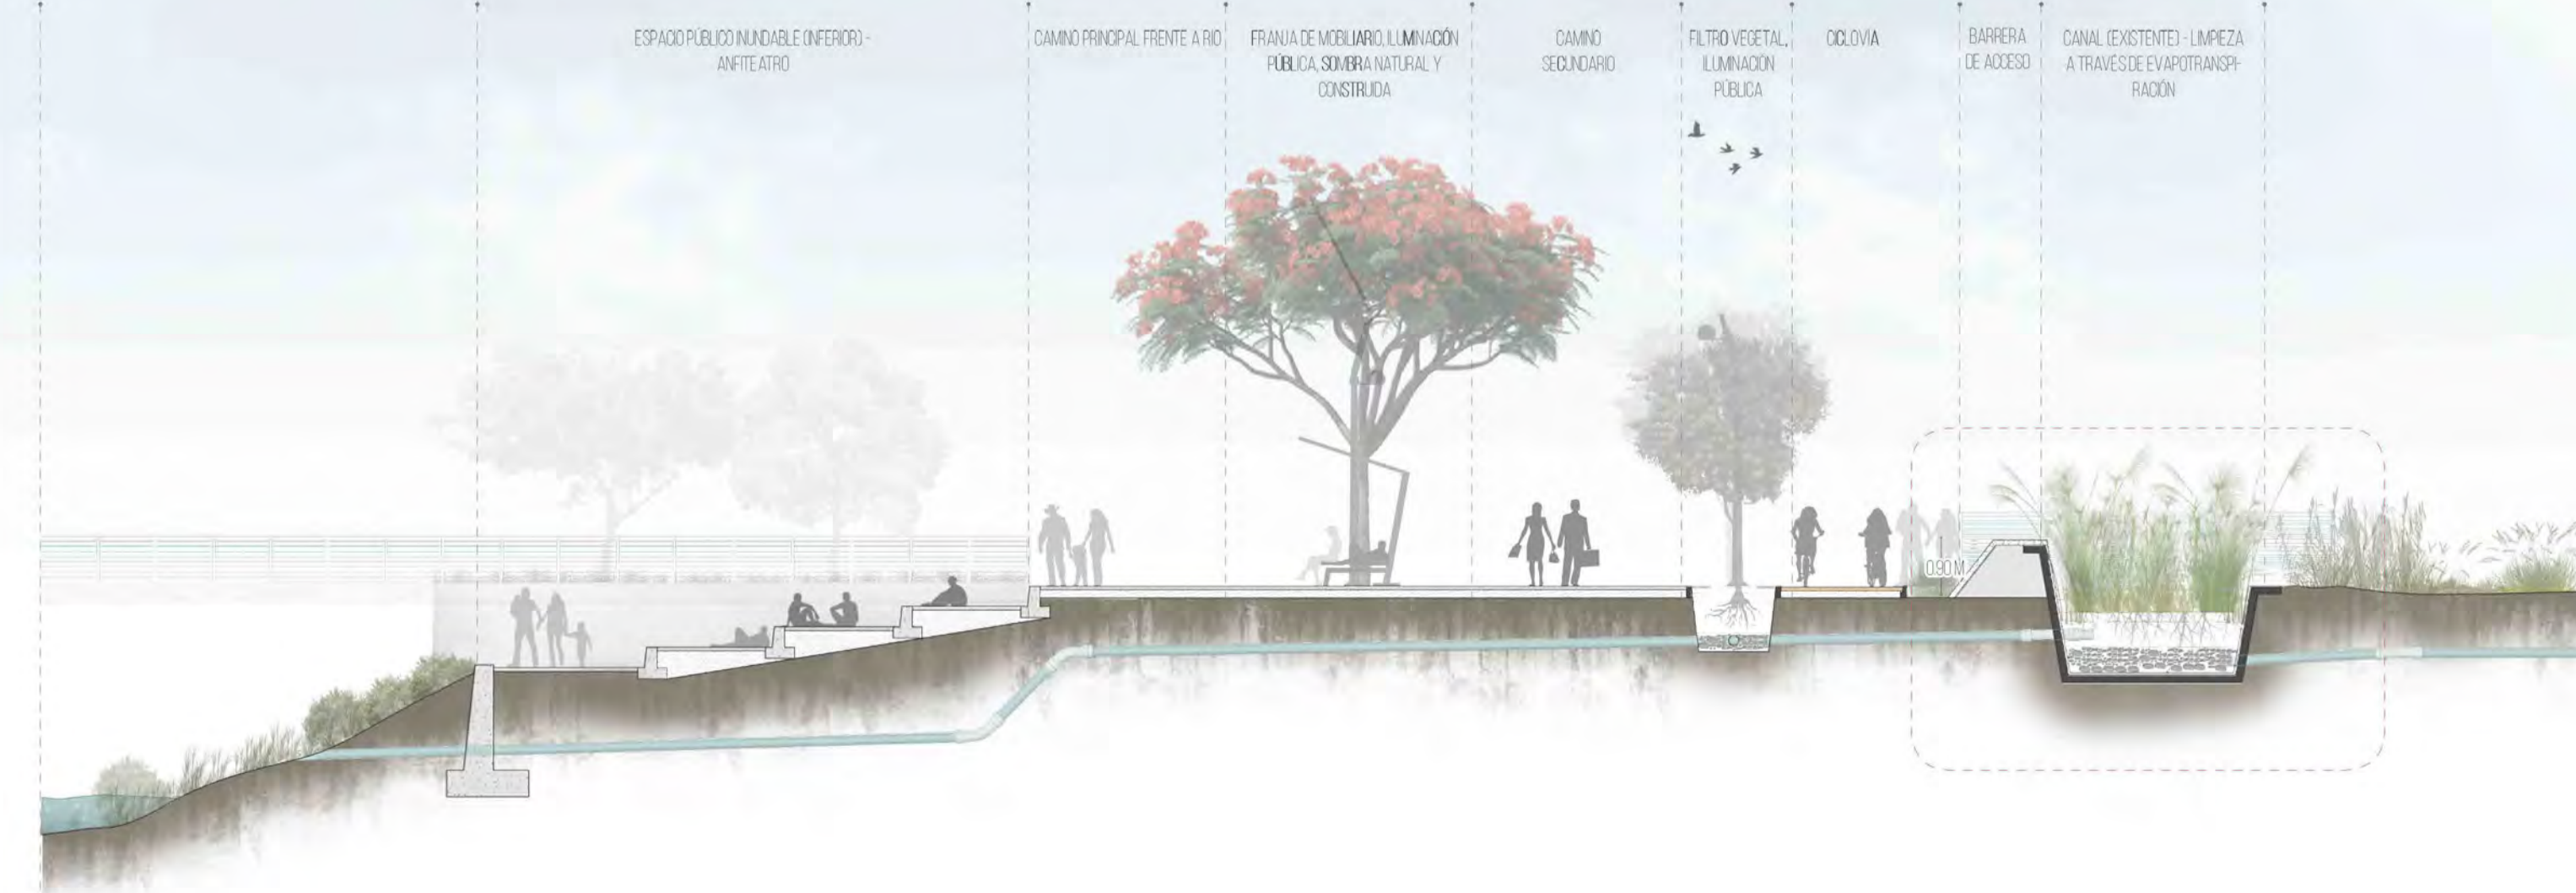 ESPACIO PÚBLICO INUNDABLE (INFERIOR) -
ANFITEATRO
CAMINO PRINCIPAL FRENTE A RIO
FRANJA DE MOBILIARIO, ILUMINACIÓN
PÚBLICA, SOMBRA NATURAL Y
CONSTRUIDA
CAMINO
SECUNDARIO
FILTRO VEGETAL,
ILUMINACIÓN
PÚBLICA
CICLOVÍA
BARRERA
DE ACCESO
CANAL (EXISTENTE) - LIMPIEZA
A TRAVÉS DE EVAPOTRANSPI-
RACIÓN
0.90 M